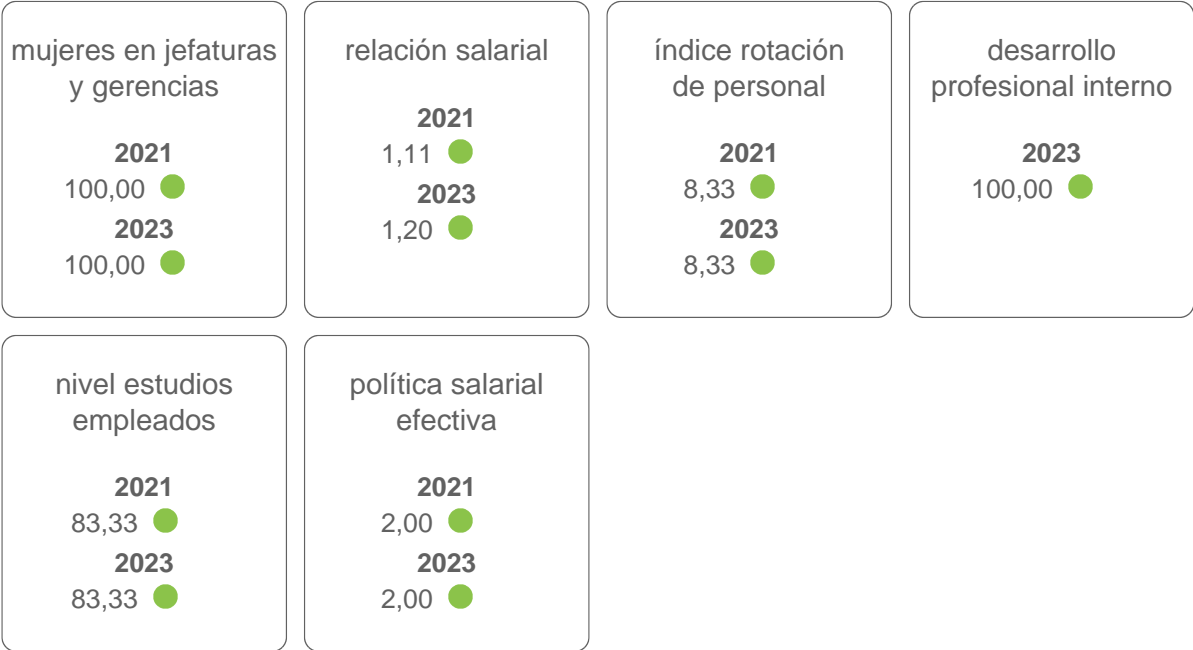 mujeres en jefaturas
y gerencias
2021
100,00
2023
100,00
relación salarial
2021
1,11
2023
1,20
índice rotación
de personal
2021
8,33
2023
8,33
desarrollo
profesional interno
2023
100,00
nivel estudios
empleados
2021
83,33
2023
83,33
política salarial
efectiva
2021
2,00
2023
2,00